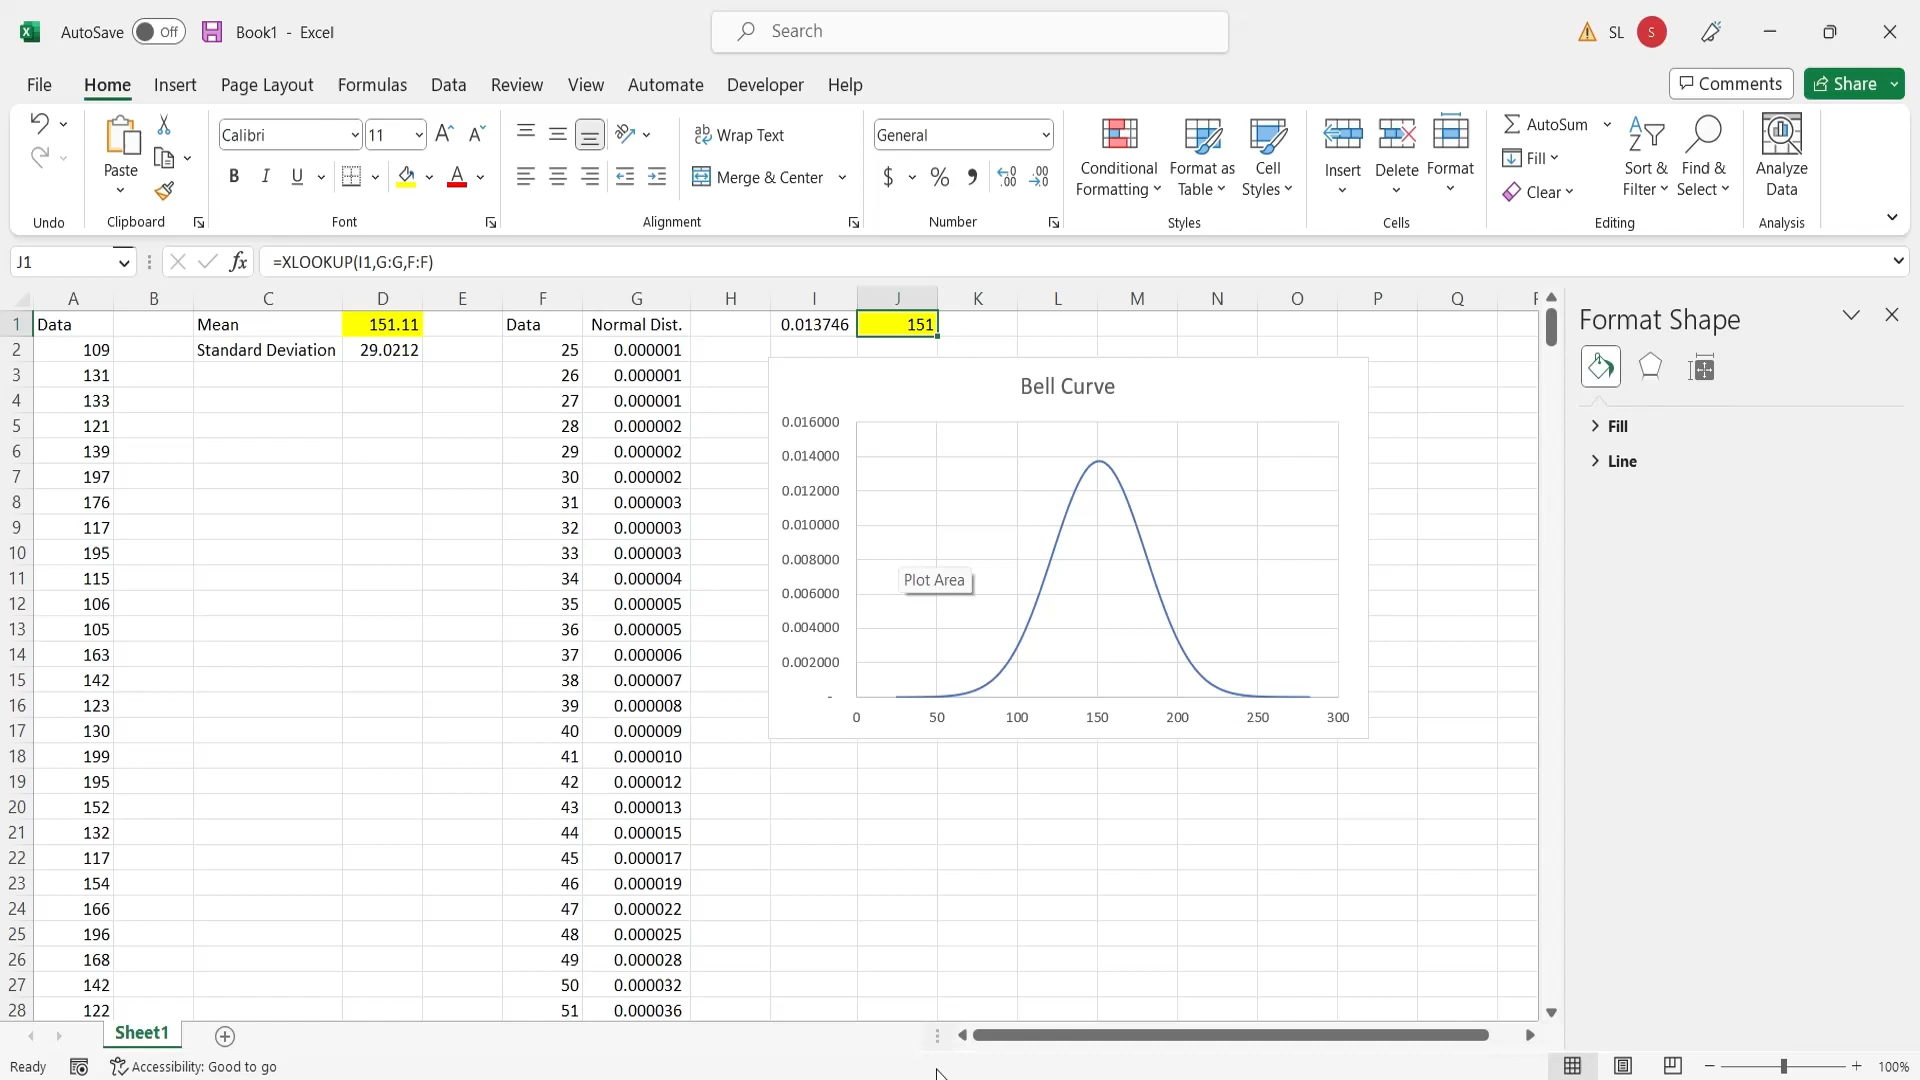 AutoSave Off Book1 - Excel Search SL S
File Home Insert Page Layout Formulas Data Review View Automate Developer Help Comments Share
Paste Calibri 11 Wrap Text General Conditional Formatting Format as Table Cell Styles Insert Delete Format AutoSum Fill Clear Sort & Filter Find & Select Analyze Data
B I U A Merge & Center $ %
Undo Clipboard Font Alignment Number Styles Cells Editing Analysis
J1 fx =XLOOKUP(I1,G:G,F:F)
A B C D E F G H I J K L M N O P Q
1 Data Mean 151.11 Data Normal Dist. 0.013746 151
2 109 Standard Deviation 29.0212 25 0.000001
3 131 26 0.000001
4 133 27 0.000001
5 121 28 0.000002
6 139 29 0.000002
7 197 30 0.000002
8 176 31 0.000003
9 117 32 0.000003
10 195 33 0.000003
11 115 34 0.000004
12 106 35 0.000005
13 105 36 0.000005
14 163 37 0.000006
15 142 38 0.000007
16 123 39 0.000008
17 130 40 0.000009
18 199 41 0.000010
19 195 42 0.000012
20 152 43 0.000013
21 132 44 0.000015
22 117 45 0.000017
23 154 46 0.000019
24 166 47 0.000022
25 196 48 0.000025
26 168 49 0.000028
27 142 50 0.000032
28 122 51 0.000036
Bell Curve
0.016000
0.014000
0.012000
0.010000
0.008000
Plot Area
0.006000
0.004000
0.002000
-
0 50 100 150 200 250 300
Format Shape
Fill
Line
Sheet1
Ready Accessibility: Good to go 100%